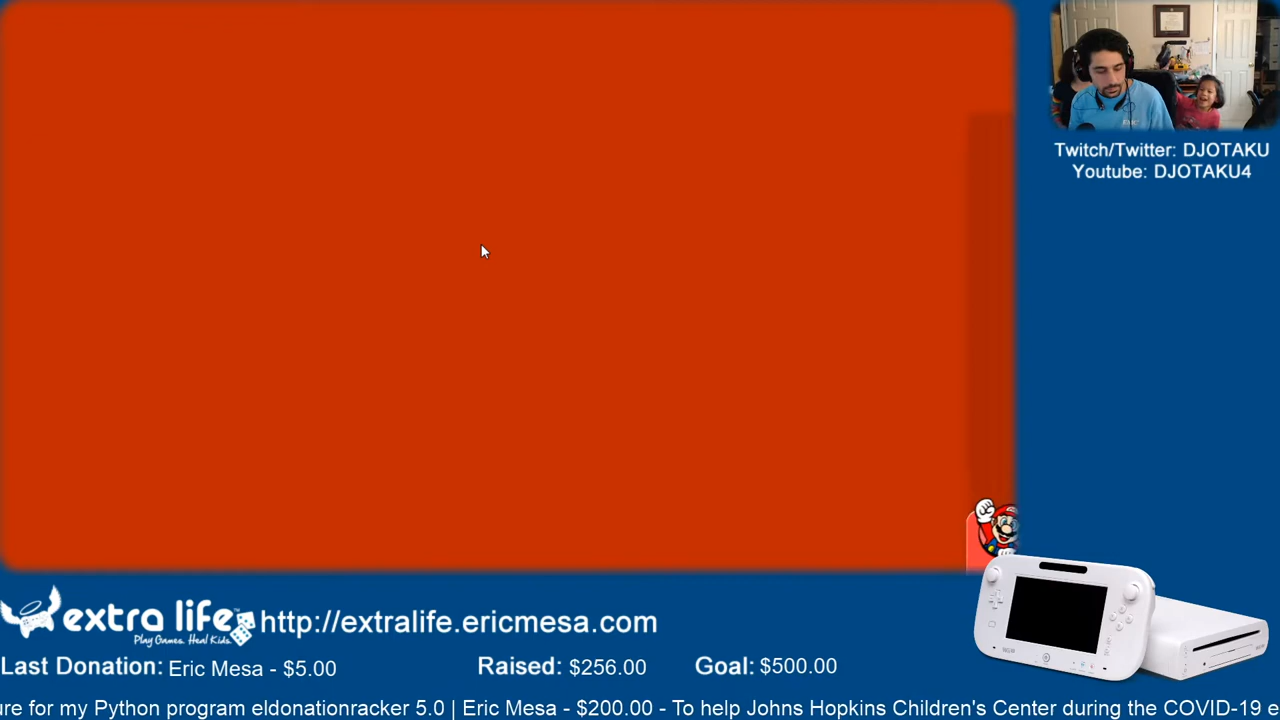 Twitch/Twitter: DJOTAKU
Youtube: DJOTAKU4
extra life
Play Games. Heal Kids.
http://extralife.ericmesa.com
Last Donation: Eric Mesa - $5.00
Raised: $256.00
Goal: $500.00
ure for my Python program eldonationracker 5.0 | Eric Mesa - $200.00 - To help Johns Hopkins Children's Center during the COVID-19 e